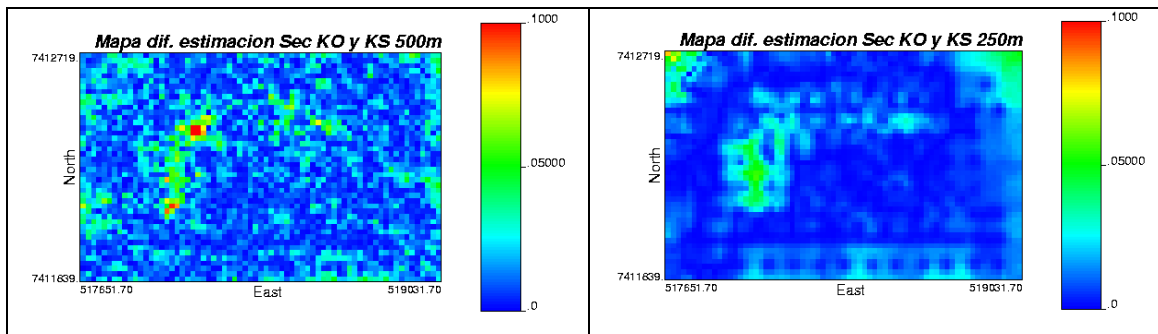 Mapa dif. estimacion Sec KO y KS 500m
.1000
7412719.
North
.05000
7411639
.0
517651.70
East
519031.70
Mapa dif. estimacion Sec KO y KS 250m
.1000
7412719.
North
.05000
7411639
.0
517651.70
East
519031.70